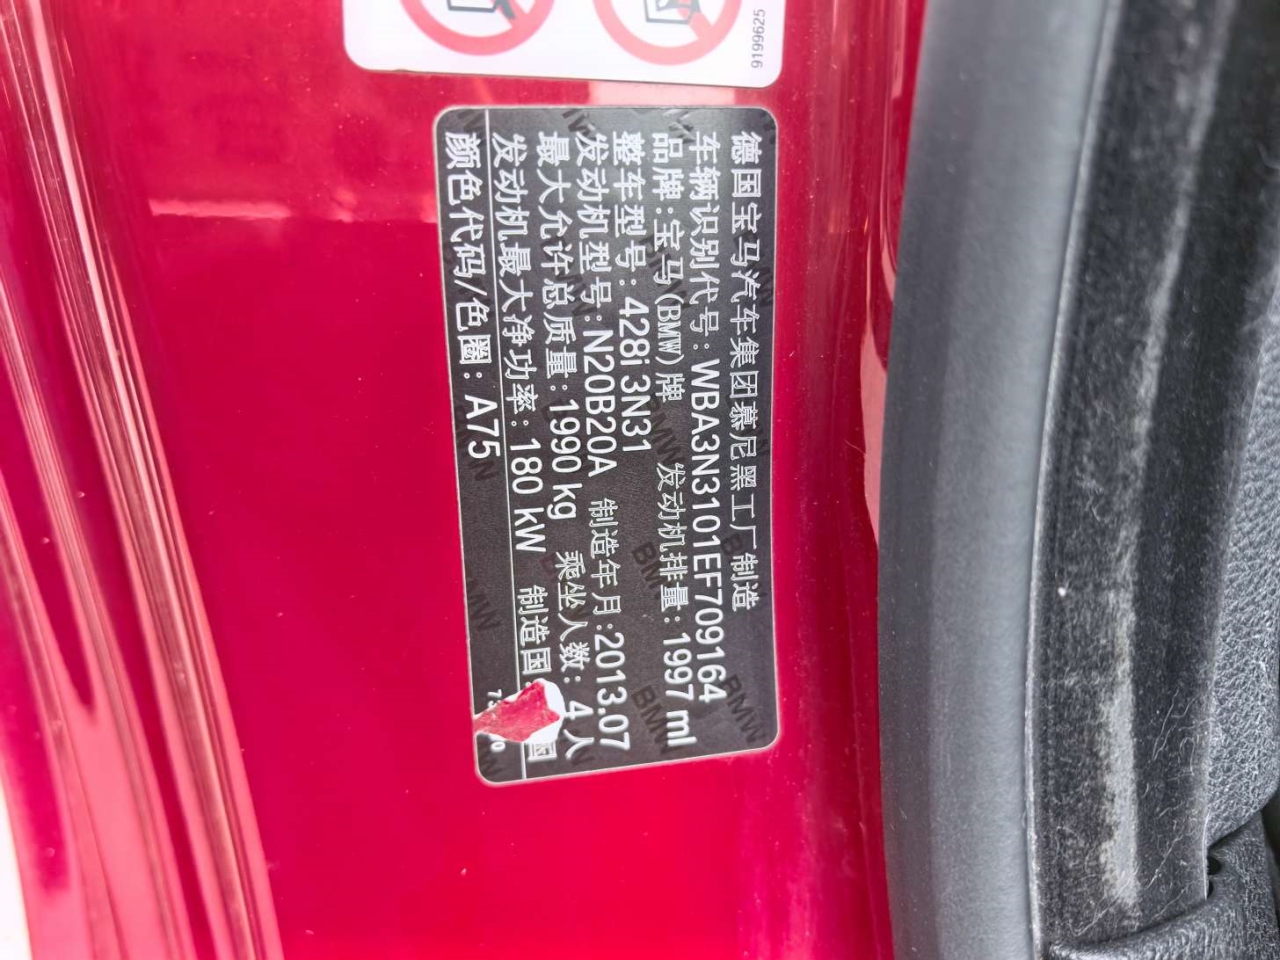 9199625
德国宝马汽车集团慕尼黑工厂制造
车辆识别代号: WBA3N3101EF709164
品牌:宝马(BMW)牌 发动机排量: 1997 ml
整车型号: 428i 3N31
发动机型号: N20B20A 制造年月:2013.07
最大允许总质量: 1990 kg 乘坐人数: 4人
发动机最大净功率: 180 kW 制造国: 国
颜色代码/色圈: A75